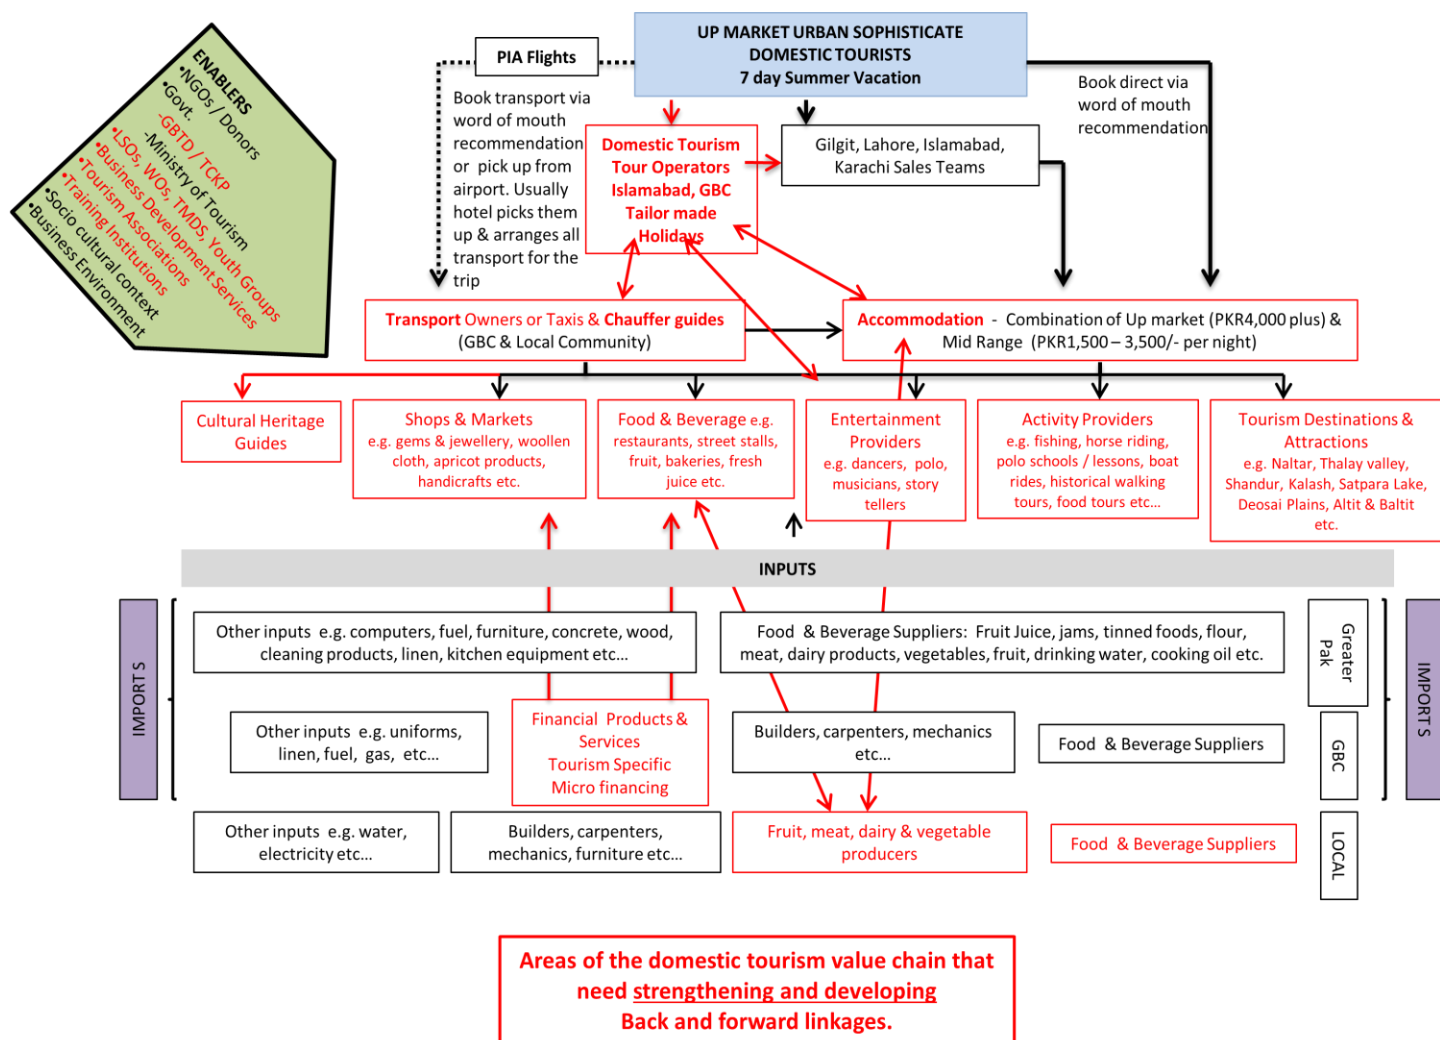 UP MARKET URBAN SOPHISTICATE
DOMESTIC TOURISTS
7 day Summer Vacation
PIA Flights
ENABLERS
•NGOs / Donors
•Govt.
-GBTD / TCKP
-Ministry of Tourism
•LSOs, WOs, TMDS, Youth Groups
•Business Development Services
•Tourism Associations
•Training Institutions
•Socio cultural context
•Business Environment
Book transport via
word of mouth
recommendation
or pick up from
airport. Usually
hotel picks them
up & arranges all
transport for the
trip
Domestic Tourism
Tour Operators
Islamabad, GBC
Tailor made
Holidays
Gilgit, Lahore, Islamabad,
Karachi Sales Teams
Book direct via
word of mouth
recommendation
Transport Owners or Taxis & Chauffer guides
(GBC & Local Community)
Accommodation - Combination of Up market (PKR4,000 plus) &
Mid Range (PKR1,500 – 3,500/- per night)
Cultural Heritage
Guides
Shops & Markets
e.g. gems & jewellery, woollen
cloth, apricot products,
handicrafts etc.
Food & Beverage e.g.
restaurants, street stalls,
fruit, bakeries, fresh
juice etc.
Entertainment
Providers
e.g. dancers, polo,
musicians, story
tellers
Activity Providers
e.g. fishing, horse riding,
polo schools / lessons, boat
rides, historical walking
tours, food tours etc...
Tourism Destinations &
Attractions
e.g. Naltar, Thalay valley,
Shandur, Kalash, Satpara Lake,
Deosai Plains, Altit & Baltit
etc.
INPUTS
IMPORTS
Other inputs e.g. computers, fuel, furniture, concrete, wood,
cleaning products, linen, kitchen equipment etc...
Food & Beverage Suppliers: Fruit Juice, jams, tinned foods, flour,
meat, dairy products, vegetables, fruit, drinking water, cooking oil etc.
Greater
Pak
IMPORTS
Other inputs e.g. uniforms,
linen, fuel, gas, etc...
Financial Products &
Services
Tourism Specific
Micro financing
Builders, carpenters, mechanics
etc...
Food & Beverage Suppliers
GBC
Other inputs e.g. water,
electricity etc...
Builders, carpenters,
mechanics, furniture etc...
Fruit, meat, dairy & vegetable
producers
Food & Beverage Suppliers
LOCAL
Areas of the domestic tourism value chain that
need strengthening and developing
Back and forward linkages.